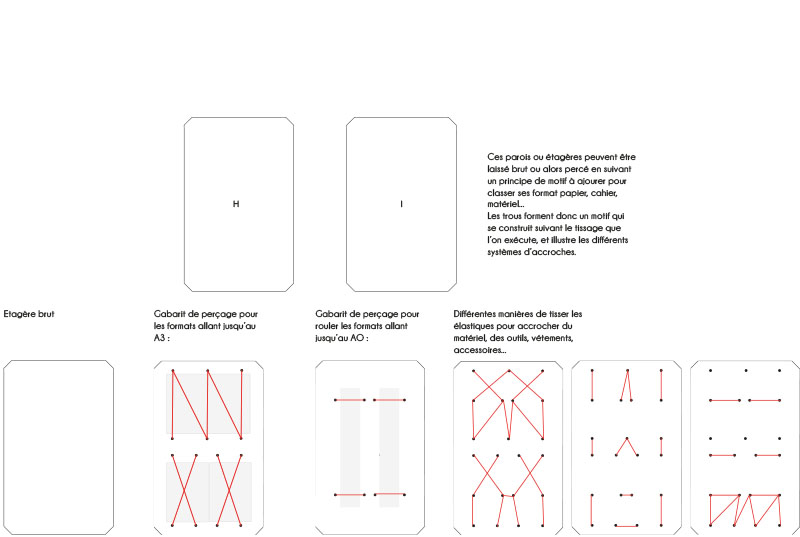 H
I
Ces parois ou étagères peuvent être
laissé brut ou alors percé en suivant
un principe de motif à ajourer pour
classer ses format papier, cahier,
matériel...
Les trous forment donc un motif qui
se construit suivant le tissage que
l'on exécute, et illustre les différents
systèmes d'accroches.
Etagère brut
Gabarit de perçage pour
les formats allant jusqu'au
A3 :
Gabarit de perçage pour
rouler les formats allant
jusqu'au AO :
Différentes manières de tisser les
élastiques pour accrocher du
matériel, des outils, vêtements,
accessoires...